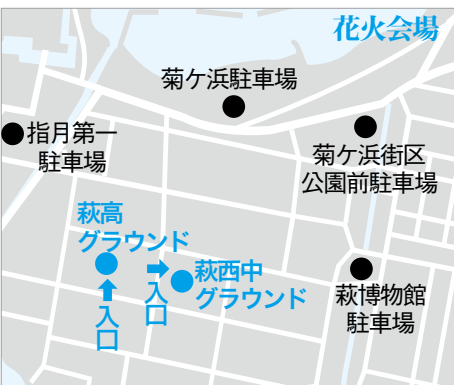 花火会場
菊ケ浜駐車場
指月第一
駐車場
菊ケ浜街区
公園前駐車場
萩高
グラウンド
萩西中
グラウンド
入口
入口
萩博物館
駐車場